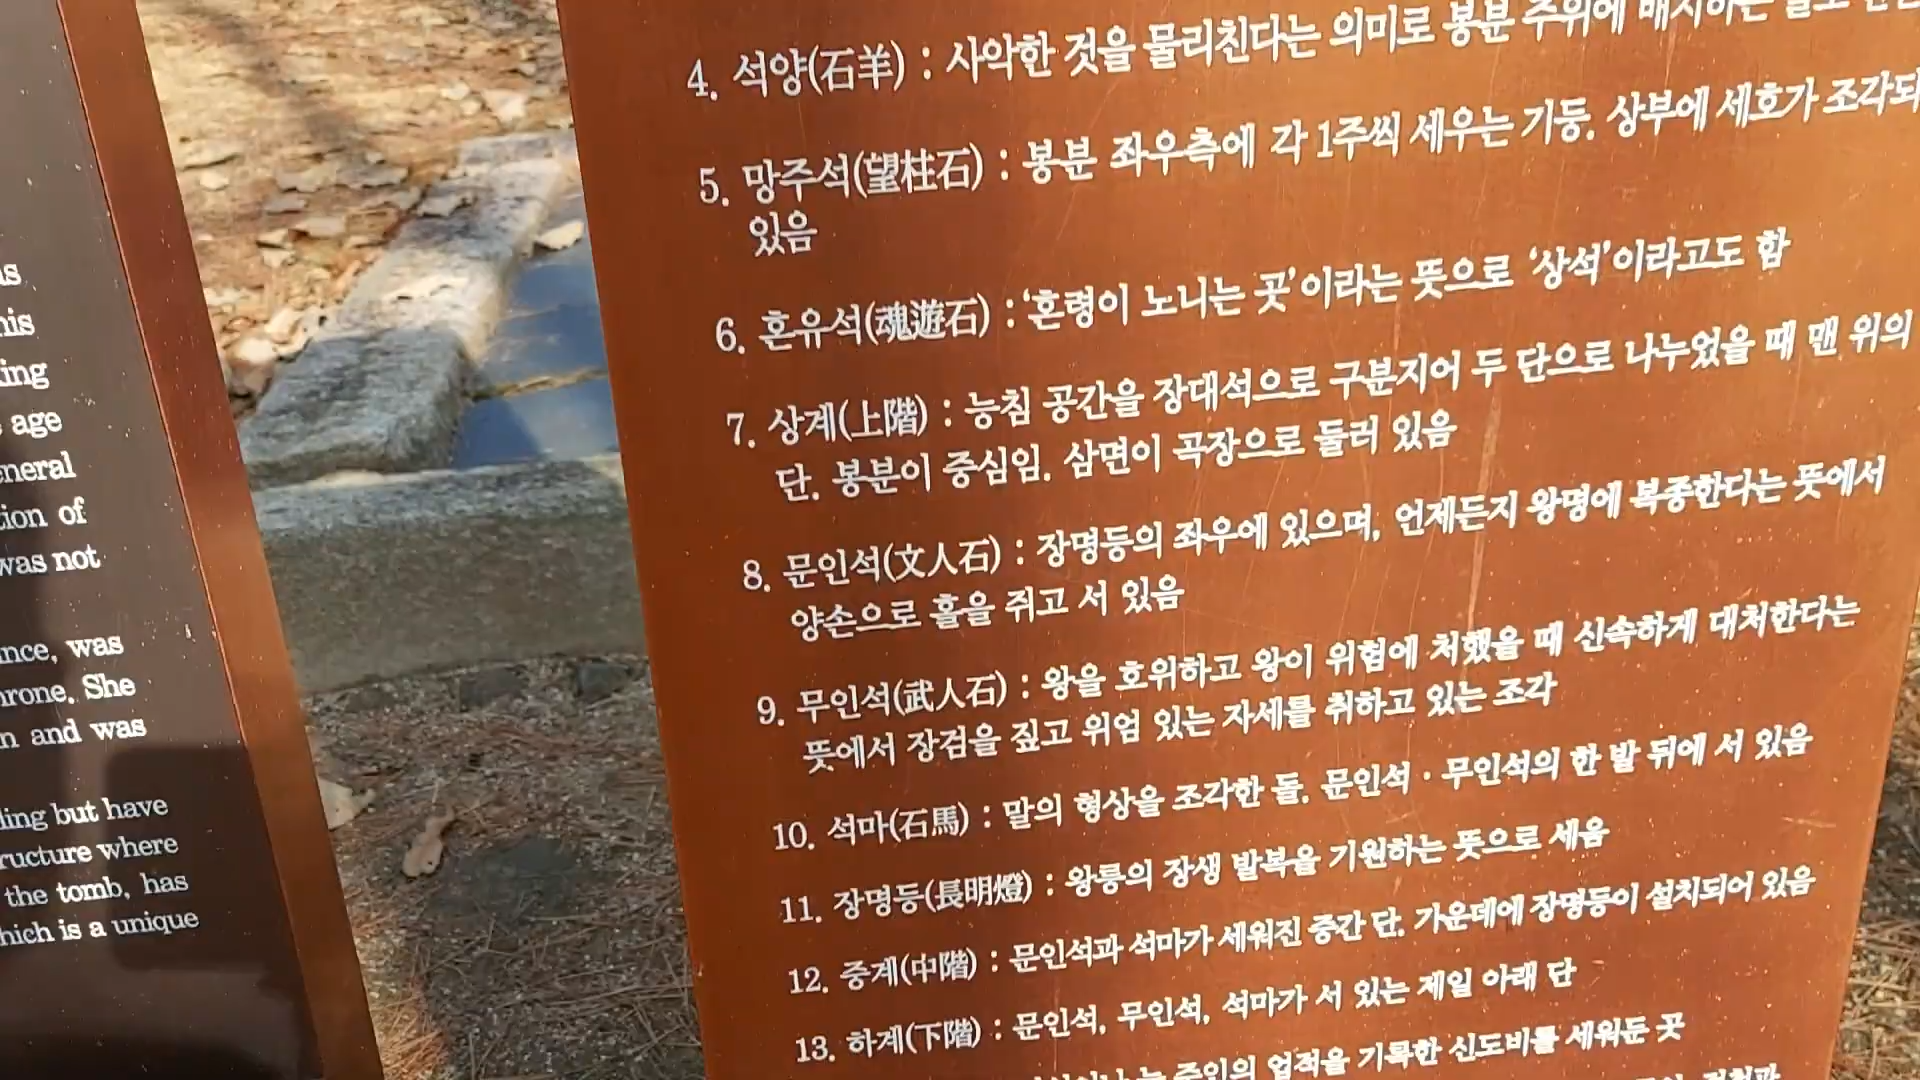 is
his
ing
age
neral
tion of
was not
nce, was
hrone. She
n and was
ling but have
ructure where
the tomb, has
hich is a unique
4. 석양(石羊) : 사악한 것을 물리친다는 의미로 봉분 주위에 배치하는
5. 망주석(望柱石) : 봉분 좌우측에 각 1주씩 세우는 기둥. 상부에 세호가 조각되
있음
6. 혼유석(魂遊石) : ‘혼령이 노니는 곳’이라는 뜻으로 ‘상석’이라고도 함
7. 상계(上階) : 능침 공간을 장대석으로 구분지어 두 단으로 나누었을 때 맨 위의
단. 봉분이 중심임. 삼면이 곡장으로 둘러 있음
8. 문인석(文人石) : 장명등의 좌우에 있으며, 언제든지 왕명에 복종한다는 뜻에서
양손으로 홀을 쥐고 서 있음
9. 무인석(武人石) : 왕을 호위하고 왕이 위험에 처했을 때 신속하게 대처한다는
뜻에서 장검을 짚고 위엄 있는 자세를 취하고 있는 조각
10. 석마(石馬) : 말의 형상을 조각한 돌. 문인석 · 무인석의 한 발 뒤에 서 있음
11. 장명등(長明燈) : 왕릉의 장생 발복을 기원하는 뜻으로 세움
12. 중계(中階) : 문인석과 석마가 세워진 중간 단. 가운데에 장명등이 설치되어 있음
13. 하계(下階) : 문인석, 무인석, 석마가 서 있는 제일 아래 단
주인의 업적을 기록한 신도비를 세워둔 곳